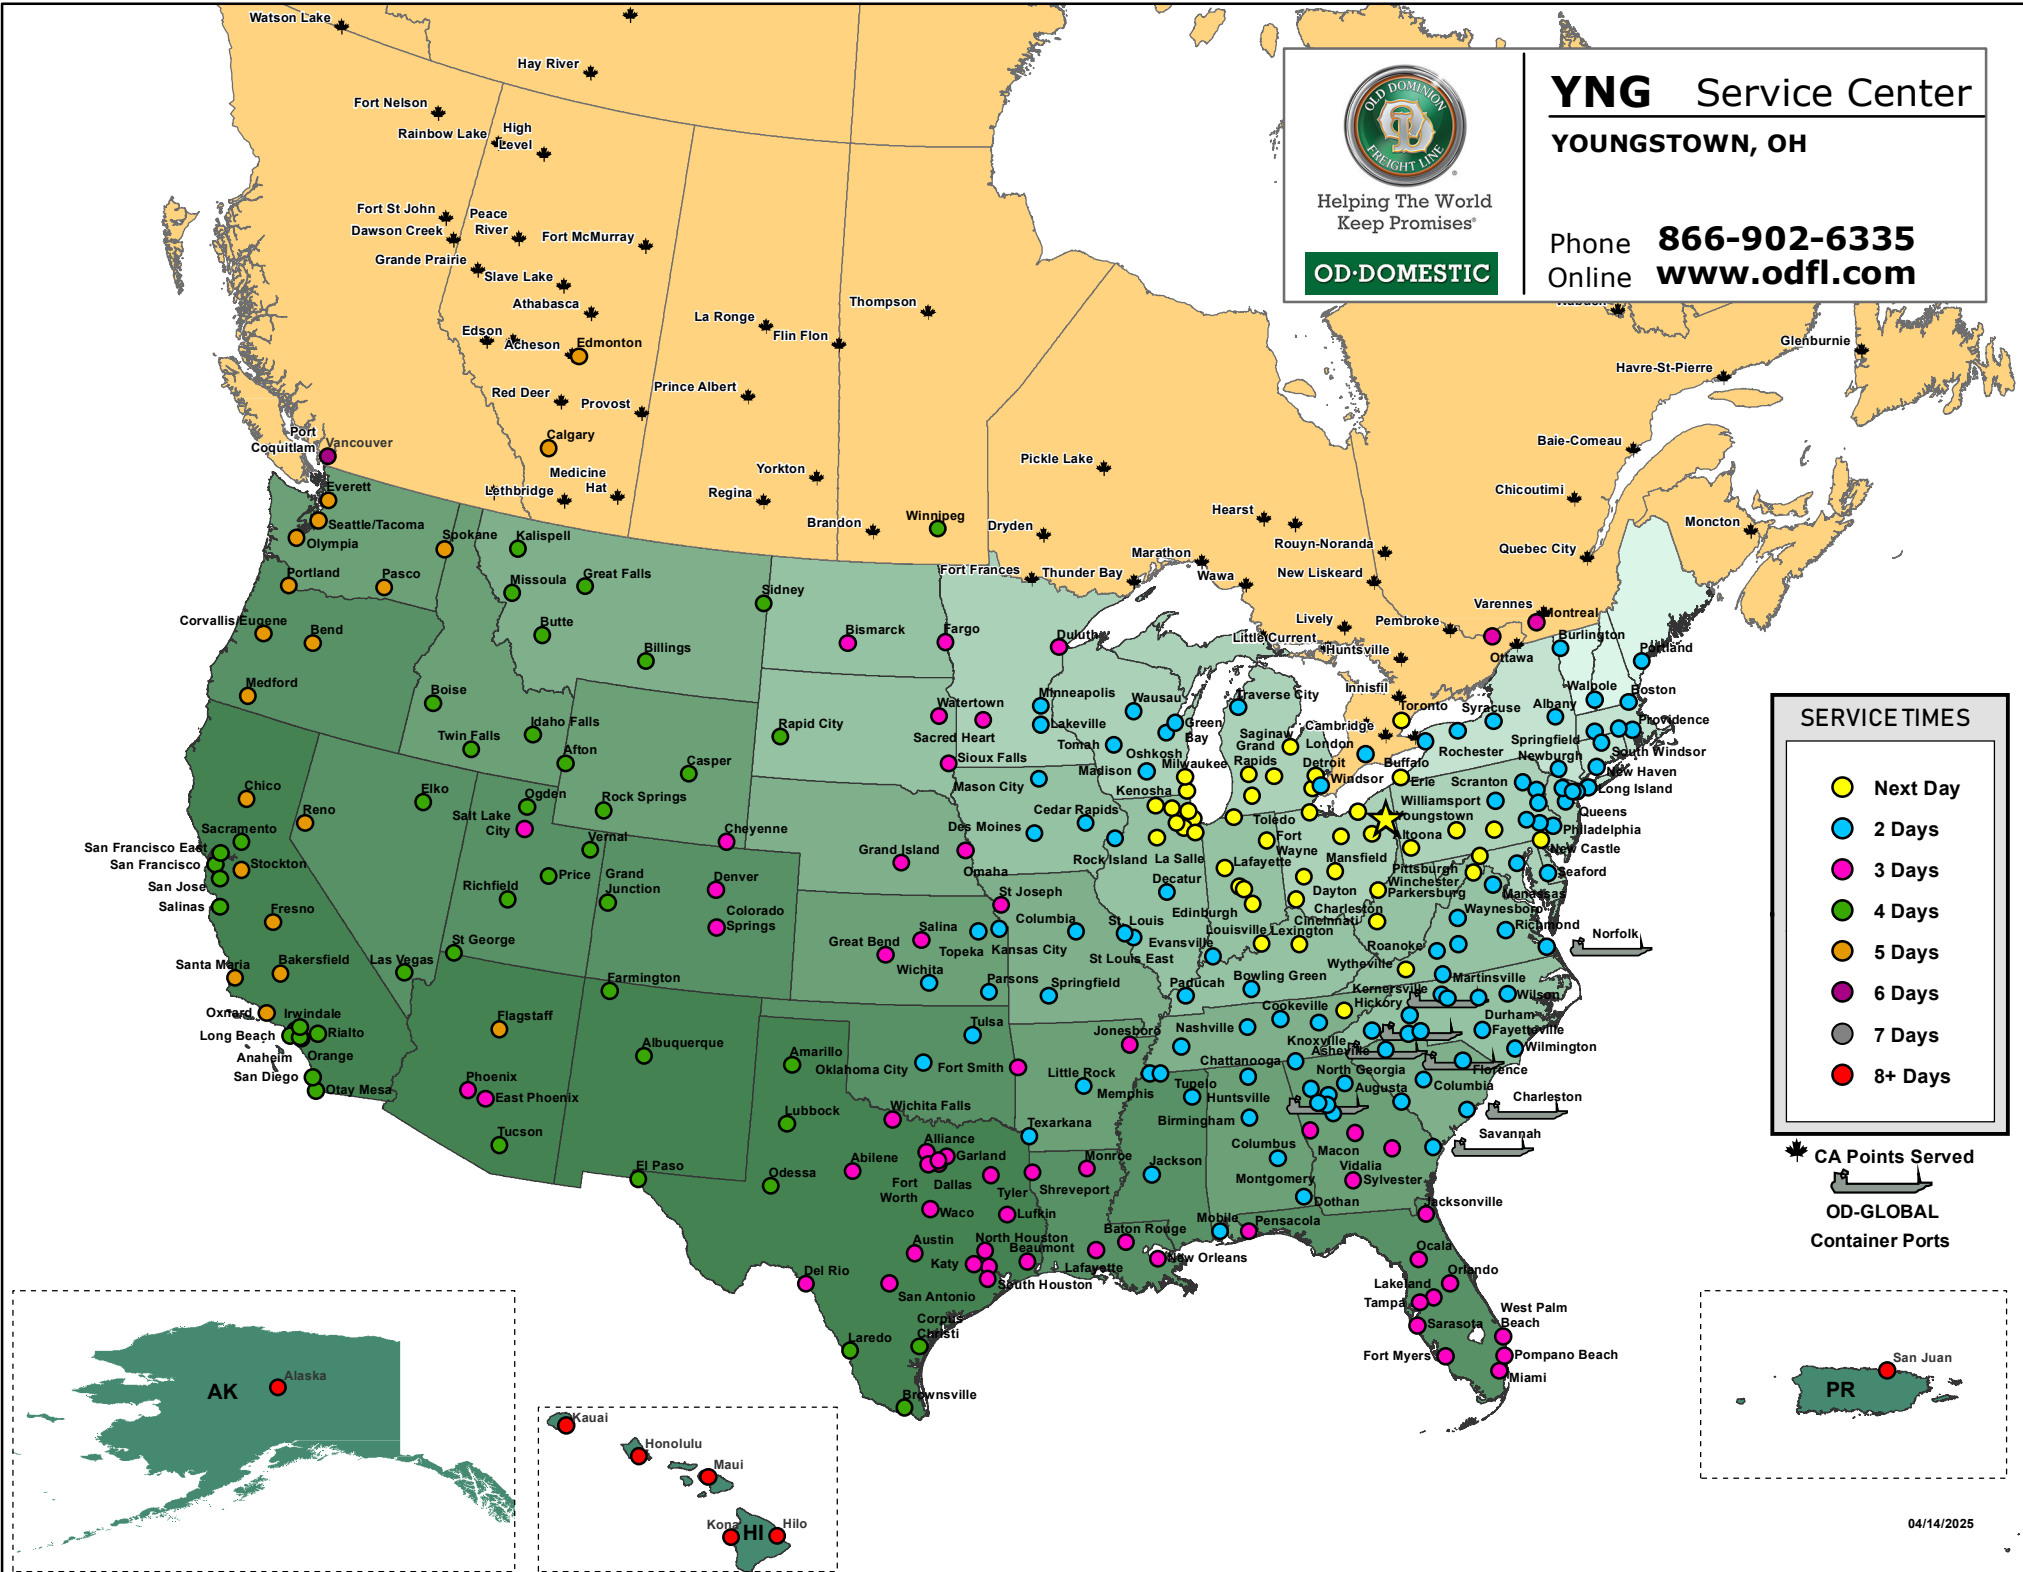 Watson Lake
Hay River
Fort Nelson
Rainbow Lake
High
Level
Fort St John
Dawson Creek
Peace
River
Fort McMurray
Grande Prairie
Slave Lake
Athabasca
Edson
Acheson
Edmonton
La Ronge
Flin Flon
Thompson
Red Deer
Provost
Prince Albert
Calgary
Port
Coquitlam
Vancouver
Medicine
Hat
Lethbridge
Yorkton
Regina
Brandon
Winnipeg
Pickle Lake
Dryden
Fort Frances
Thunder Bay
Marathon
Wawa
Hearst
Rouyn-Noranda
New Liskeard
Lively
Little Current
Huntsville
Pembroke
Innisfil
Toronto
Cambridge
London
Windsor
Varennes
Montreal
Ottawa
Quebec City
Chicoutimi
Baie-Comeau
Havre-St-Pierre
Glenburnie
Moncton
OLD DOMINION
FREIGHT LINE
Helping The World
Keep Promises®
OD·DOMESTIC
YNG Service Center
YOUNGSTOWN, OH
Phone 866-902-6335
Online www.odfl.com
Everett
Seattle/Tacoma
Olympia
Spokane
Kalispell
Portland
Pasco
Missoula
Great Falls
Sidney
Corvallis/Eugene
Bend
Butte
Billings
Bismarck
Fargo
Duluth
Medford
Boise
Idaho Falls
Twin Falls
Afton
Casper
Rapid City
Watertown
Sacred Heart
Sioux Falls
Minneapolis
Lakeville
Wausau
Green
Bay
Tomah
Oshkosh
Madison
Milwaukee
Kenosha
Mason City
Traverse City
Saginaw
Grand
Rapids
Detroit
Burlington
Portland
Walpole
Boston
Syracuse
Albany
Providence
Rochester
Springfield
South Windsor
Buffalo
Newburgh
New Haven
Erie
Scranton
Long Island
Williamsport
Queens
Youngstown
Philadelphia
Altoona
New Castle
Chico
Reno
Elko
Ogden
Salt Lake
City
Rock Springs
Vernal
Cheyenne
Sacramento
San Francisco East
San Francisco
Stockton
San Jose
Salinas
Fresno
Richfield
Price
Grand
Junction
Denver
Colorado
Springs
Grand Island
Omaha
Des Moines
Cedar Rapids
Rock Island
La Salle
Toledo
Fort
Wayne
Lafayette
Mansfield
Pittsburgh
Winchester
Parkersburg
Seaford
Manassas
Decatur
Dayton
Edinburgh
Charleston
Cincinnati
Waynesboro
Richmond
Norfolk
St Joseph
Columbia
St. Louis
St Louis East
Evansville
Louisville
Lexington
Roanoke
Wytheville
Great Bend
Salina
Topeka
Kansas City
Wichita
Parsons
Springfield
Paducah
Bowling Green
Martinsville
Kernersville
Wilson
Santa Maria
Bakersfield
Las Vegas
St George
Farmington
Oxnard
Irwindale
Long Beach
Rialto
Anaheim
Orange
San Diego
Otay Mesa
Flagstaff
Albuquerque
Phoenix
East Phoenix
Tucson
Amarillo
Oklahoma City
Tulsa
Fort Smith
Jonesboro
Nashville
Cookeville
Hickory
Durham
Fayetteville
Knoxville
Asheville
Wilmington
Florence
Little Rock
Memphis
Chattanooga
North Georgia
Augusta
Columbia
Charleston
Savannah
Tupelo
Huntsville
Birmingham
Lubbock
Wichita Falls
Texarkana
El Paso
Odessa
Abilene
Alliance
Garland
Fort
Worth
Dallas
Tyler
Shreveport
Monroe
Jackson
Columbus
Montgomery
Macon
Vidalia
Sylvester
Dothan
Waco
Lufkin
Jacksonville
Mobile
Pensacola
Baton Rouge
New Orleans
Lafayette
Austin
North Houston
Beaumont
Katy
South Houston
Del Rio
San Antonio
Ocala
Orlando
Lakeland
Tampa
Sarasota
West Palm
Beach
Fort Myers
Pompano Beach
Miami
Corpus
Christi
Laredo
Brownsville
SERVICE TIMES
Next Day
2 Days
3 Days
4 Days
5 Days
6 Days
7 Days
8+ Days
CA Points Served
OD-GLOBAL
Container Ports
AK
Alaska
Kauai
Honolulu
Maui
Kona
HI
Hilo
San Juan
PR
04/14/2025